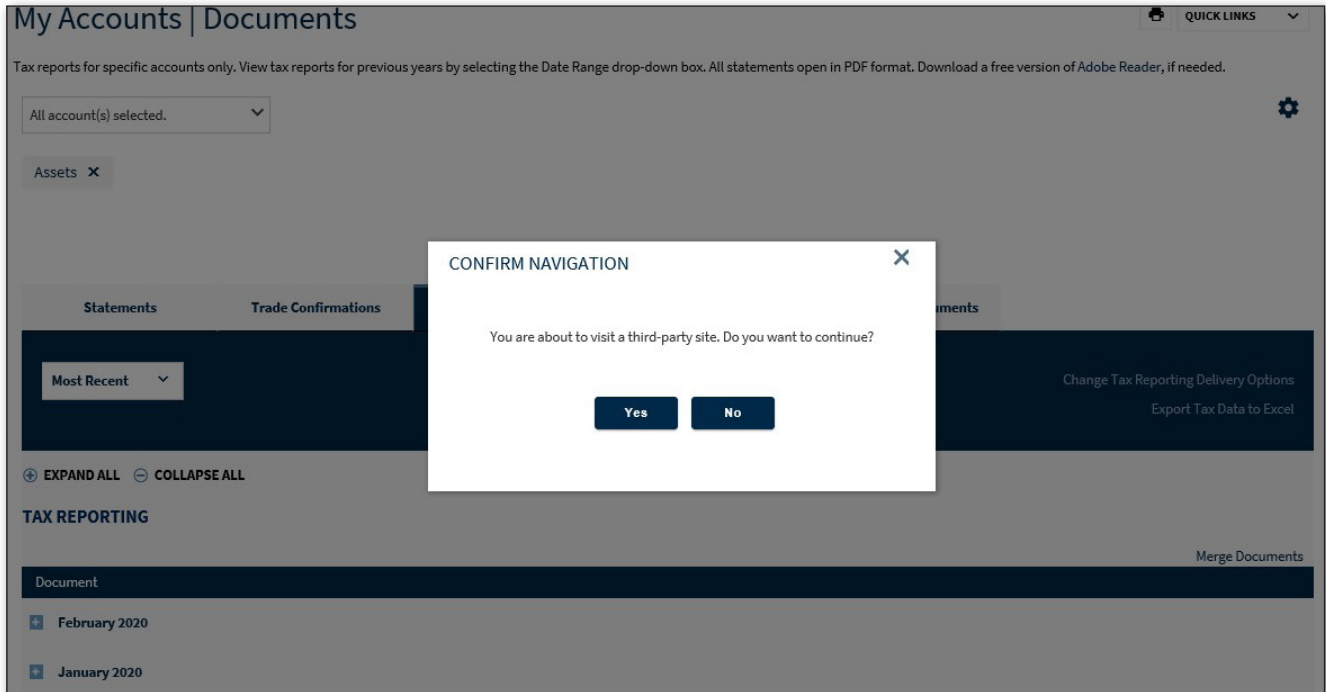 My Accounts | Documents
QUICK LINKS
Tax reports for specific accounts only. View tax reports for previous years by selecting the Date Range drop-down box. All statements open in PDF format. Download a free version of Adobe Reader, if needed.
All account(s) selected.
Assets
CONFIRM NAVIGATION
You are about to visit a third-party site. Do you want to continue?
Yes No
Statements Trade Confirmations
Most Recent
Change Tax Reporting Delivery Options
Export Tax Data to Excel
EXPAND ALL COLLAPSE ALL
TAX REPORTING
Merge Documents
Document
February 2020
January 2020